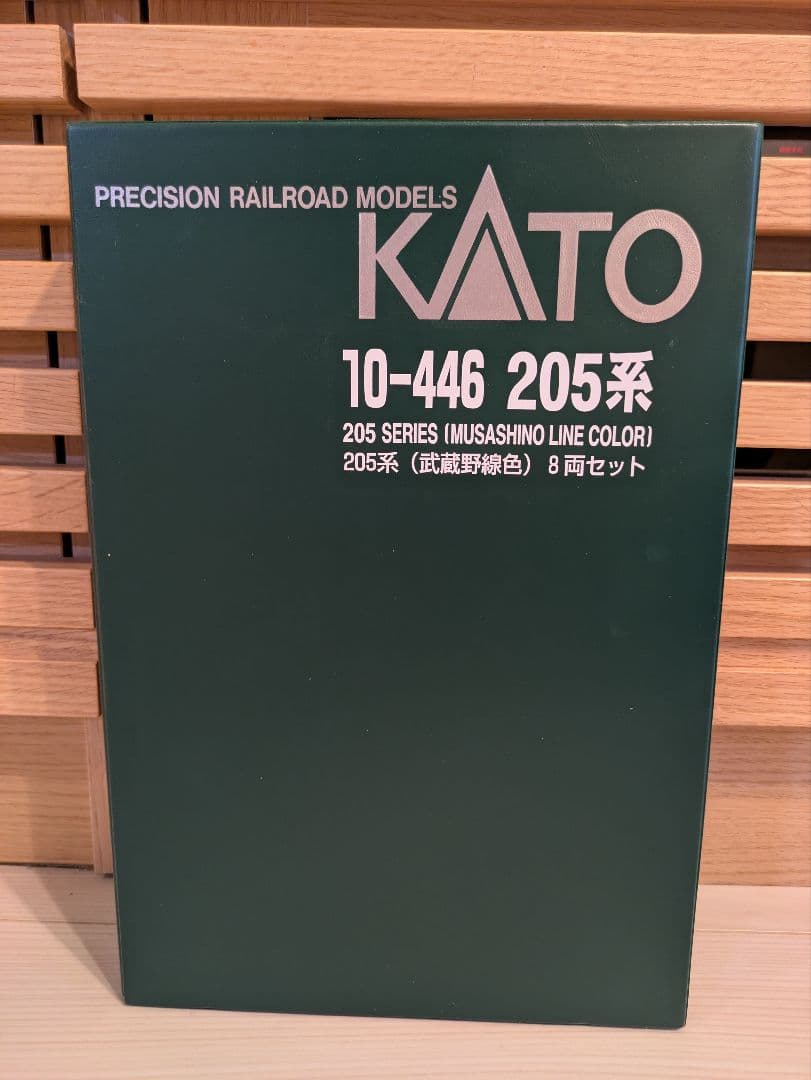 PRECISION RAILROAD MODELS
KATO
10-446 205系
205 SERIES (MUSASHINO LINE COLOR)
205系（武蔵野線色）8両セット